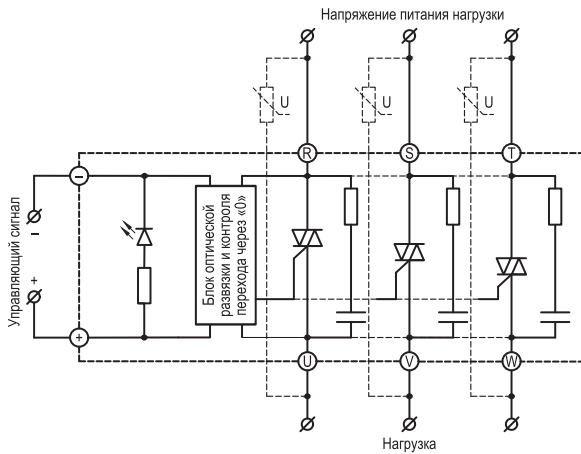 Напряжение питания нагрузки
U
U
U
R
S
T
–
–
+
+
Управляющий сигнал
Блок оптической
развязки и контроля
перехода через «0»
U
V
W
Нагрузка